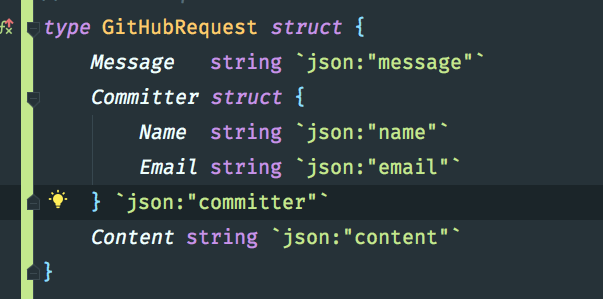 type GitHubRequest struct {
    Message   string `json:"message"`
    Committer struct {
        Name  string `json:"name"`
        Email string `json:"email"`
    } `json:"committer"`
    Content string `json:"content"`
}